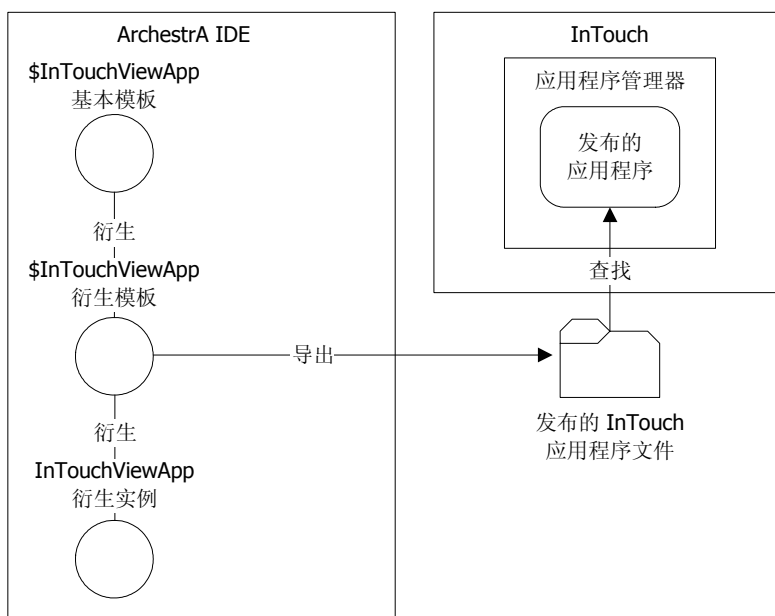 ArchestrA IDE
$InTouchViewApp
基本模板
衍生
$InTouchViewApp
衍生模板
导出
衍生
InTouchViewApp
衍生实例
InTouch
应用程序管理器
发布的
应用程序
查找
发布的 InTouch
应用程序文件